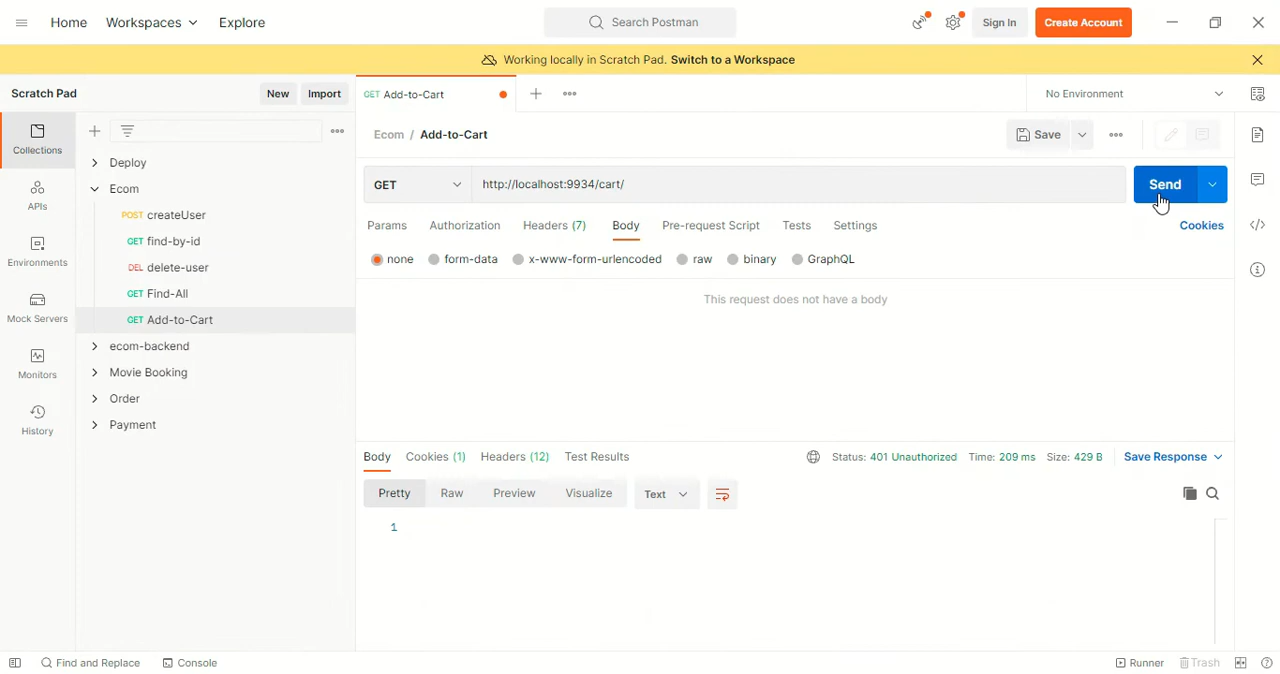 Home Workspaces Explore Search Postman Sign In Create Account
Working locally in Scratch Pad. Switch to a Workspace
Scratch Pad New Import GET Add-to-Cart No Environment
Collections
APIs
Environments
Mock Servers
Monitors
History
Deploy
Ecom
POST createUser
GET find-by-id
DEL delete-user
GET Find-All
GET Add-to-Cart
ecom-backend
Movie Booking
Order
Payment
Ecom / Add-to-Cart Save
GET http://localhost:9934/cart/ Send
Params Authorization Headers (7) Body Pre-request Script Tests Settings Cookies
none form-data x-www-form-urlencoded raw binary GraphQL
This request does not have a body
Body Cookies (1) Headers (12) Test Results Status: 401 Unauthorized Time: 209 ms Size: 429 B Save Response
Pretty Raw Preview Visualize Text
1
Find and Replace Console Runner Trash